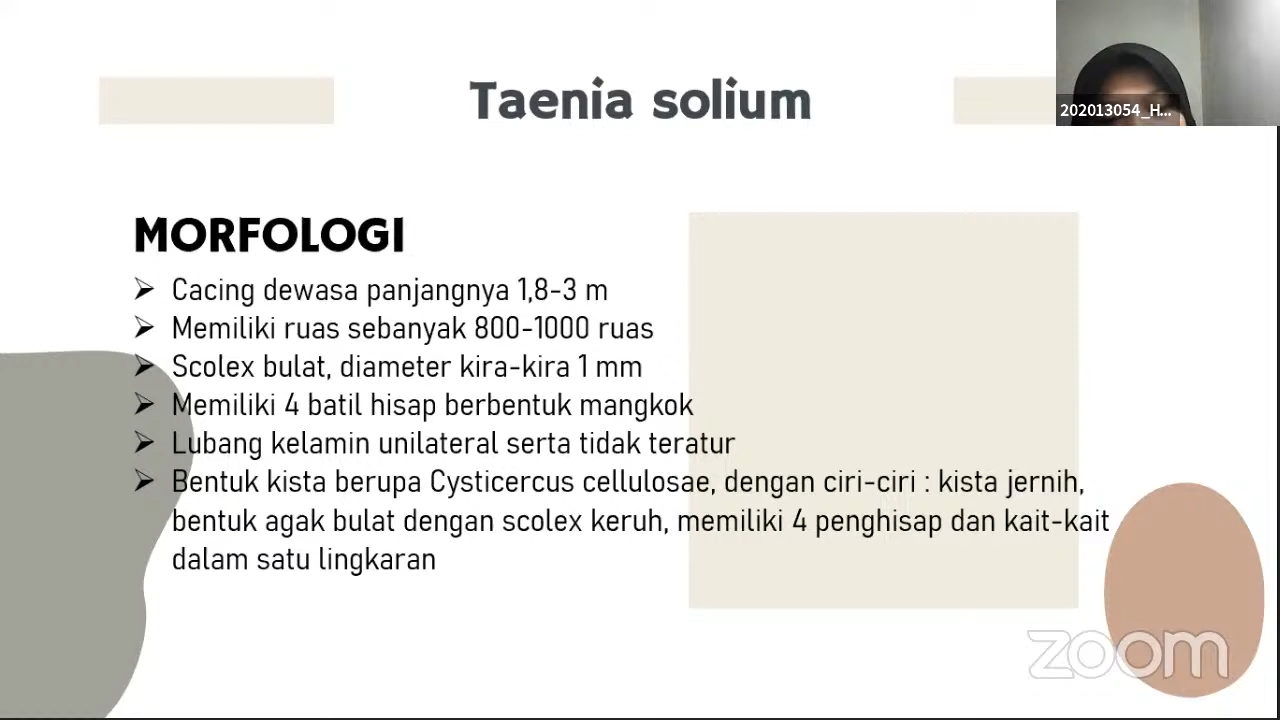 Taenia solium
202013054_H...
MORFOLOGI
➢ Cacing dewasa panjangnya 1,8-3 m
➢ Memiliki ruas sebanyak 800-1000 ruas
➢ Scolex bulat, diameter kira-kira 1 mm
➢ Memiliki 4 batil hisap berbentuk mangkok
➢ Lubang kelamin unilateral serta tidak teratur
➢ Bentuk kista berupa Cysticercus cellulosae, dengan ciri-ciri : kista jernih,
bentuk agak bulat dengan scolex keruh, memiliki 4 penghisap dan kait-kait
dalam satu lingkaran
zoom